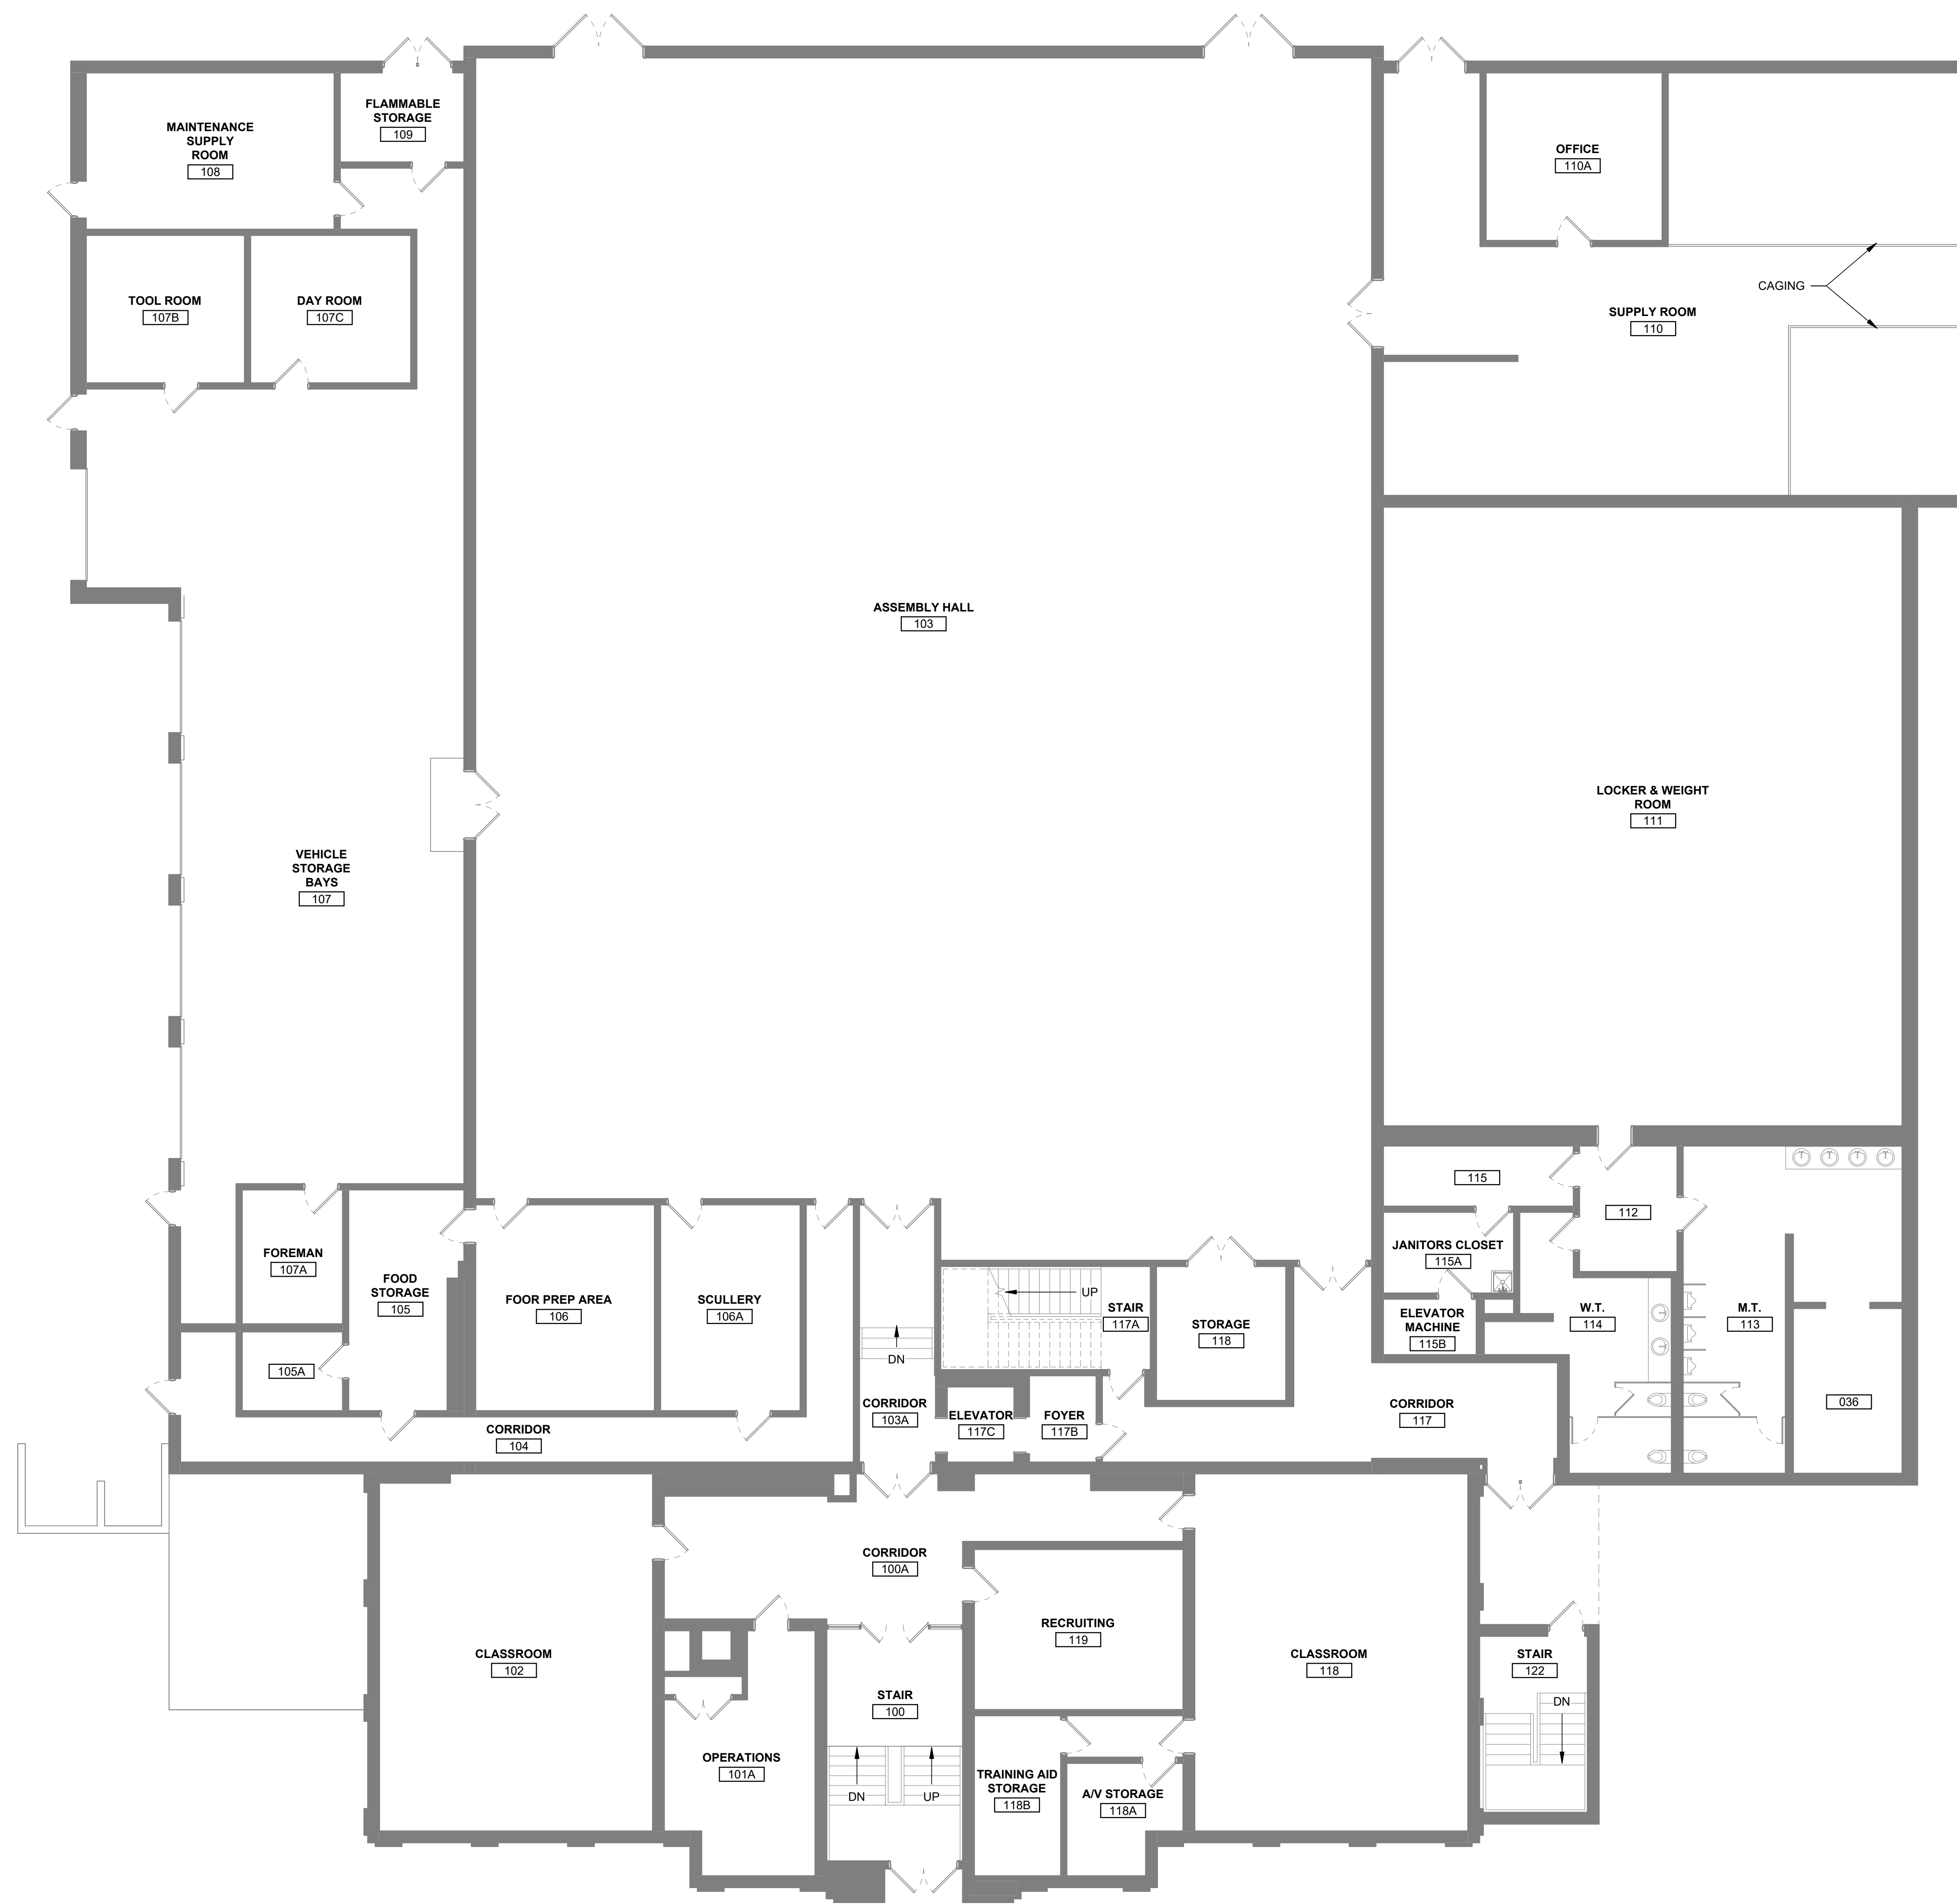 FLAMMABLE
STORAGE
109
MAINTENANCE
SUPPLY
ROOM
108
OFFICE
110A
TOOL ROOM
107B
DAY ROOM
107C
CAGING
SUPPLY ROOM
110
ASSEMBLY HALL
103
LOCKER & WEIGHT
ROOM
111
VEHICLE
STORAGE
BAYS
107
115
112
FOREMAN
107A
FOOD
STORAGE
105
FOOR PREP AREA
106
SCULLERY
106A
UP
STAIR
117A
STORAGE
118
JANITORS CLOSET
115A
ELEVATOR
MACHINE
115B
W.T.
114
M.T.
113
105A
DN
CORRIDOR
103A
ELEVATOR
117C
FOYER
117B
CORRIDOR
117
036
CORRIDOR
104
CORRIDOR
100A
RECRUITING
119
CLASSROOM
102
CLASSROOM
118
STAIR
122
DN
STAIR
100
OPERATIONS
101A
DN
UP
TRAINING AID
STORAGE
118B
A/V STORAGE
118A